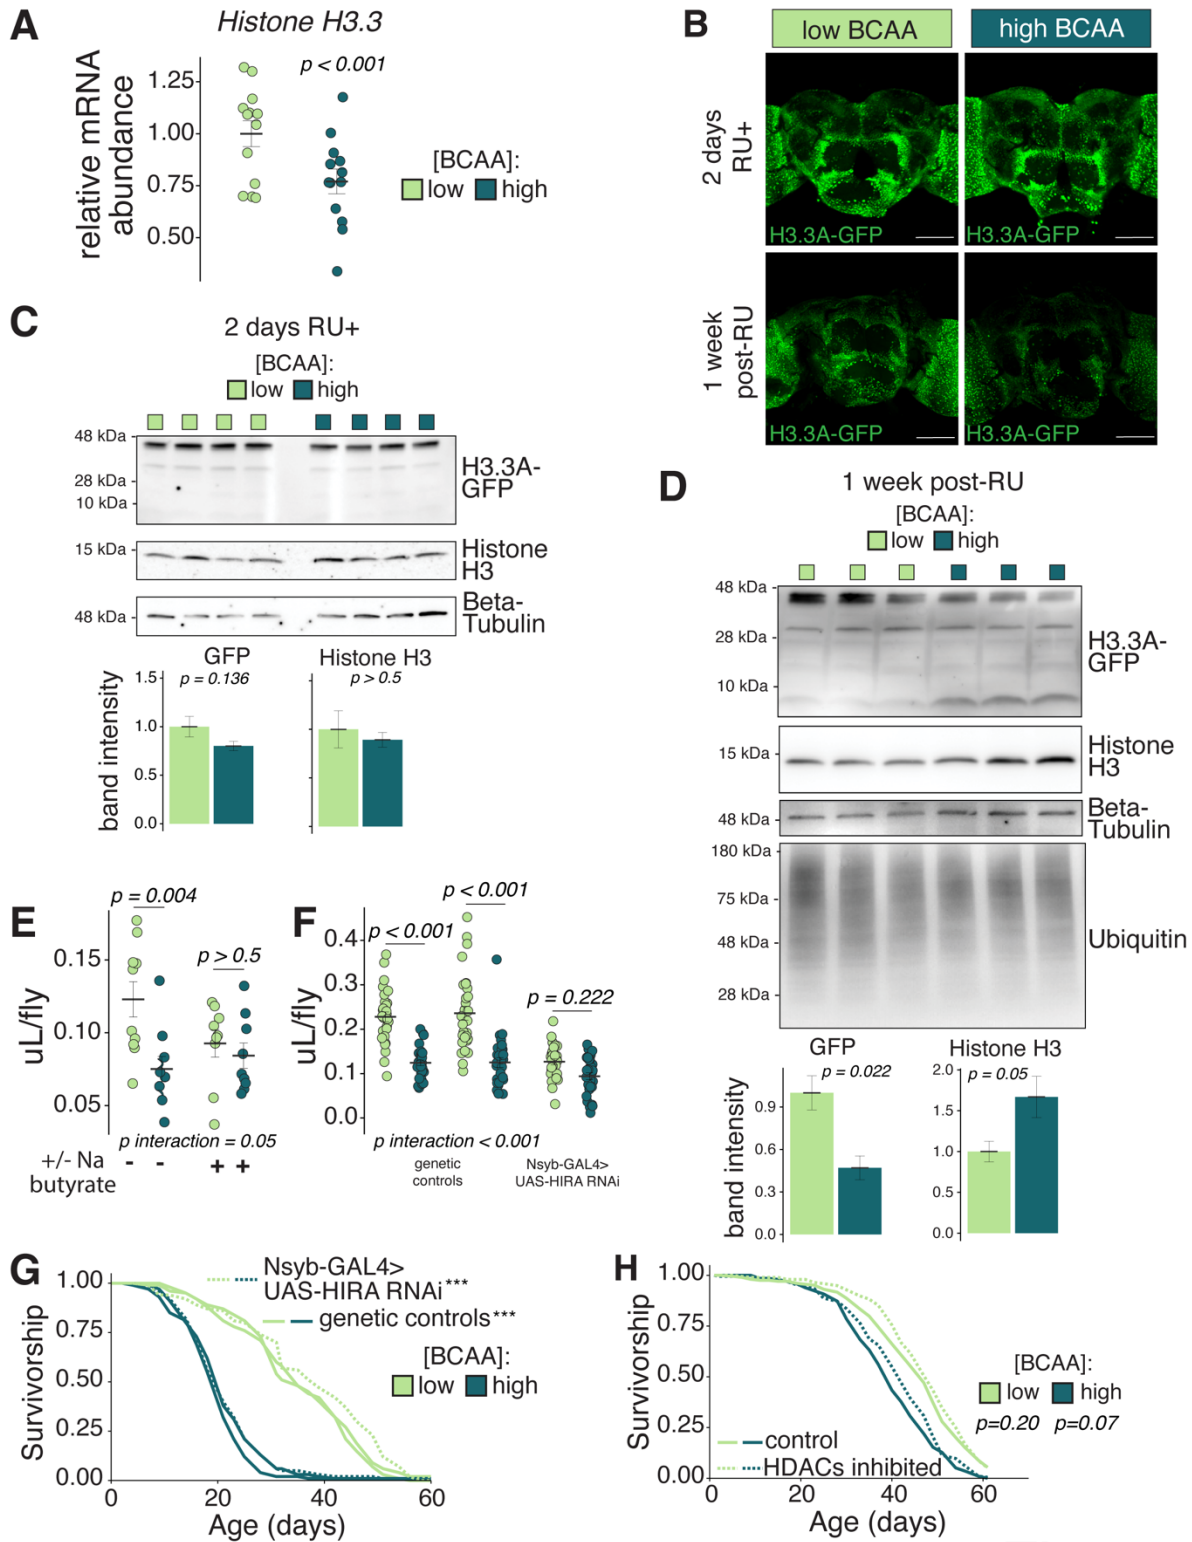 A
Histone H3.3
p < 0.001
relative mRNA
abundance
1.25
1.00
0.75
0.50
[BCAA]:
low high
B
low BCAA high BCAA
2 days
RU+
H3.3A-GFP H3.3A-GFP
1 week
post-RU
H3.3A-GFP H3.3A-GFP
C
2 days RU+
[BCAA]:
low high
48 kDa
28 kDa
10 kDa
H3.3A-
GFP
15 kDa
Histone
H3
48 kDa
Beta-
Tubulin
GFP Histone H3
p = 0.136 p > 0.5
band intensity
1.5
1.0
0.5
0.0
D
1 week post-RU
[BCAA]:
low high
48 kDa
28 kDa
10 kDa
H3.3A-
GFP
15 kDa
Histone
H3
48 kDa
Beta-
Tubulin
180 kDa
75 kDa
48 kDa
28 kDa
Ubiquitin
GFP Histone H3
p = 0.022 p = 0.05
band intensity
0.9
0.6
0.3
0.0
2.0
1.5
1.0
0.5
0.0
E
p = 0.004
p > 0.5
uL/fly
0.15
0.10
0.05
p interaction = 0.05
+/- Na
butyrate
- - + +
F
p < 0.001
p < 0.001
p = 0.222
uL/fly
0.4
0.3
0.2
0.1
0.0
p interaction < 0.001
genetic
controls
Nsyb-GAL4>
UAS-HIRA RNAi
G
Nsyb-GAL4>
UAS-HIRA RNAi***
genetic controls***
[BCAA]:
low high
Survivorship
1.00
0.75
0.50
0.25
0.00
0 20 40 60
Age (days)
H
Survivorship
1.00
0.75
0.50
0.25
0.00
[BCAA]:
low high
p=0.20 p=0.07
control
HDACs inhibited
0 20 40 60
Age (days)